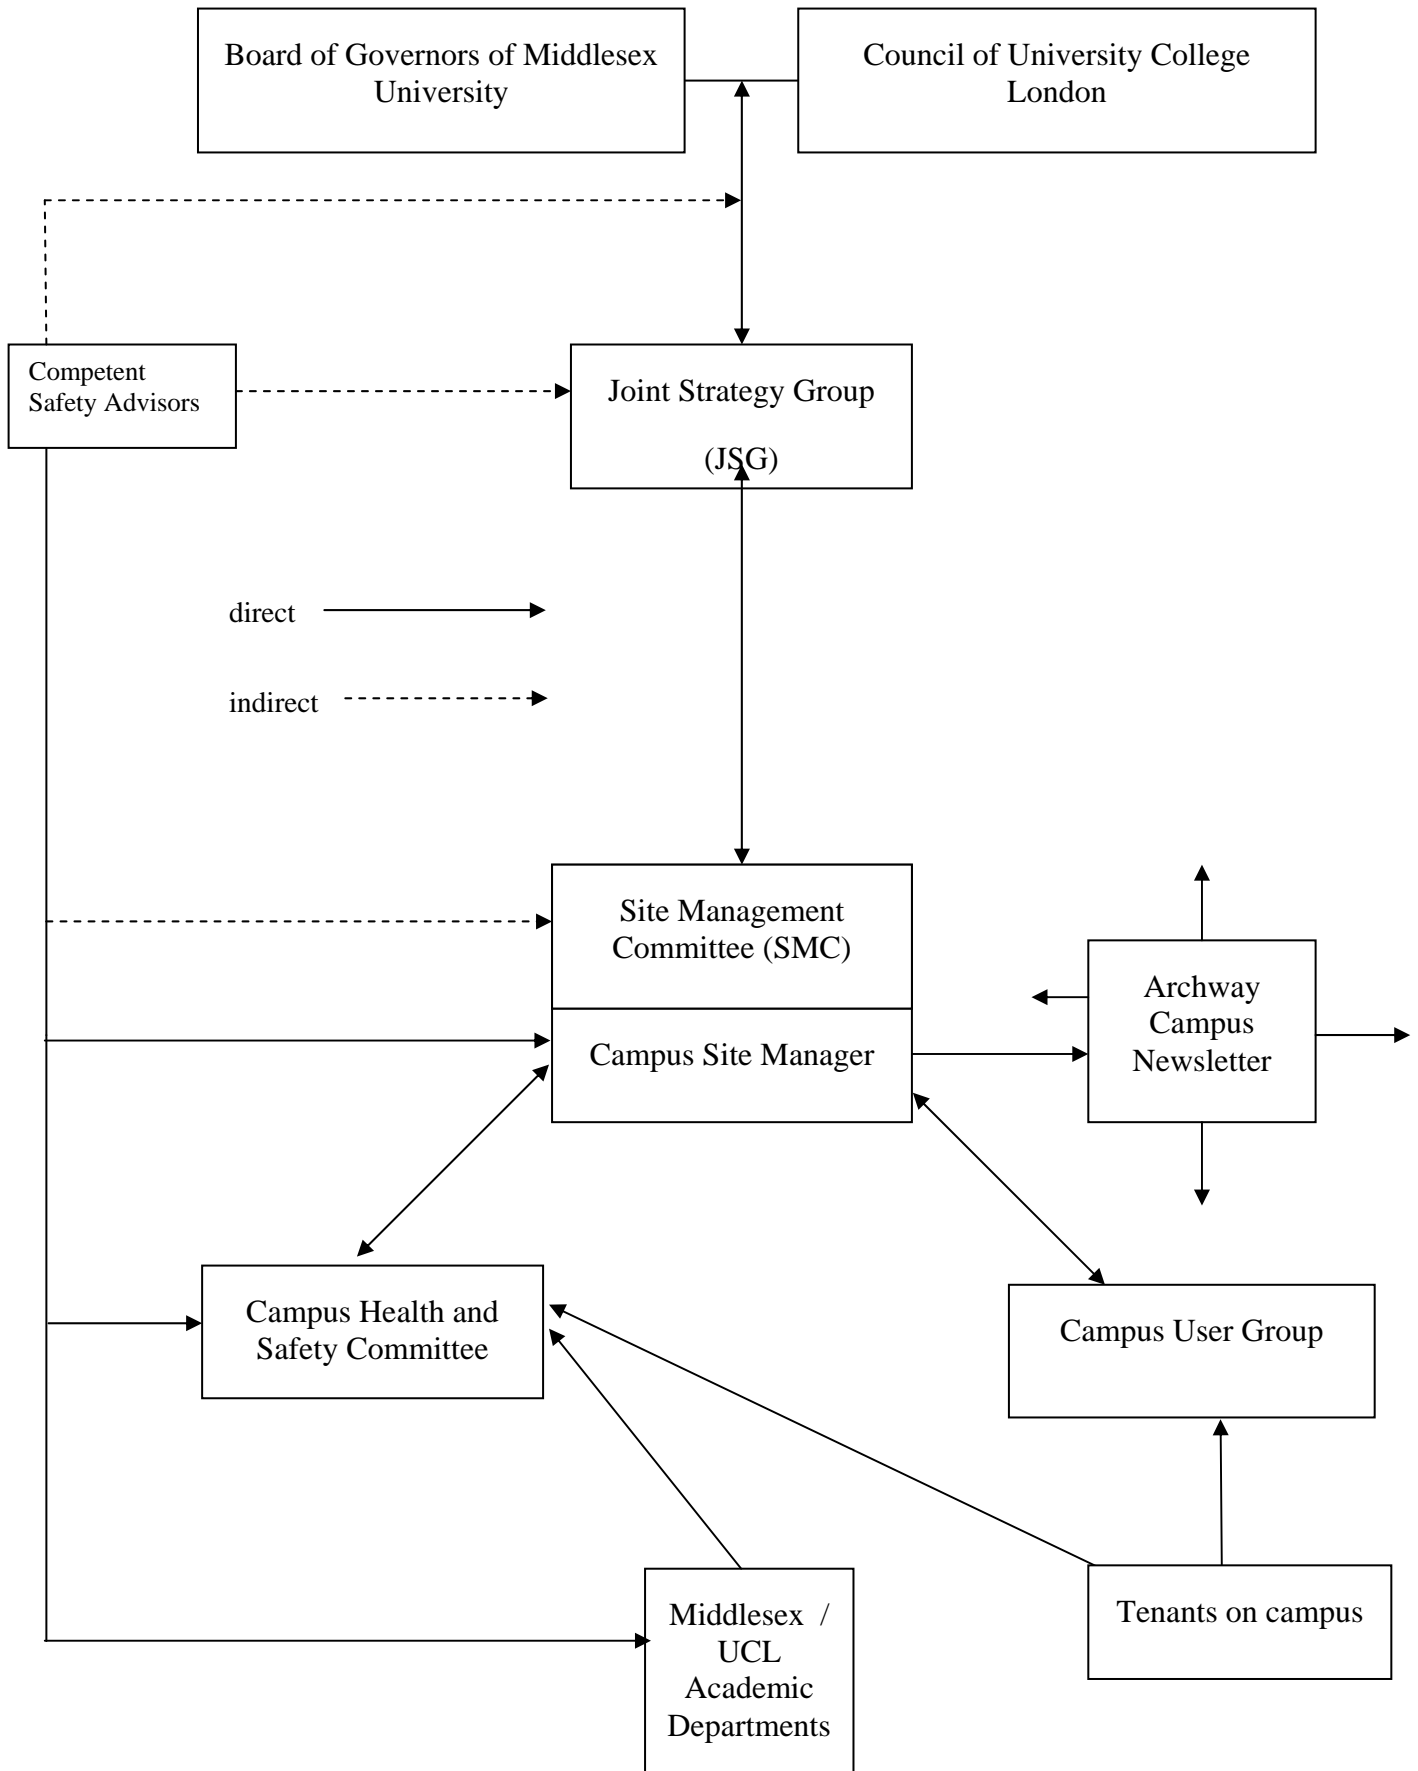 Board of Governors of Middlesex
University
Council of University College
London
Competent
Safety Advisors
Joint Strategy Group
(JSG)
direct
indirect
Site Management
Committee (SMC)
Archway
Campus
Newsletter
Campus Site Manager
Campus Health and
Safety Committee
Campus User Group
Middlesex /
UCL
Academic
Departments
Tenants on campus